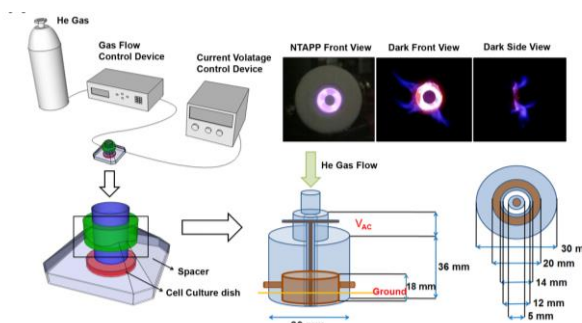 He Gas
Gas Flow
Control Device
Current Volatage
Control Device
NTAPP Front View
Dark Front View
Dark Side View
He Gas Flow
VAC
36 mm
18 mm
Ground
Spacer
Cell Culture dish
30 m
20 mm
14 mm
12 mm
5 mm